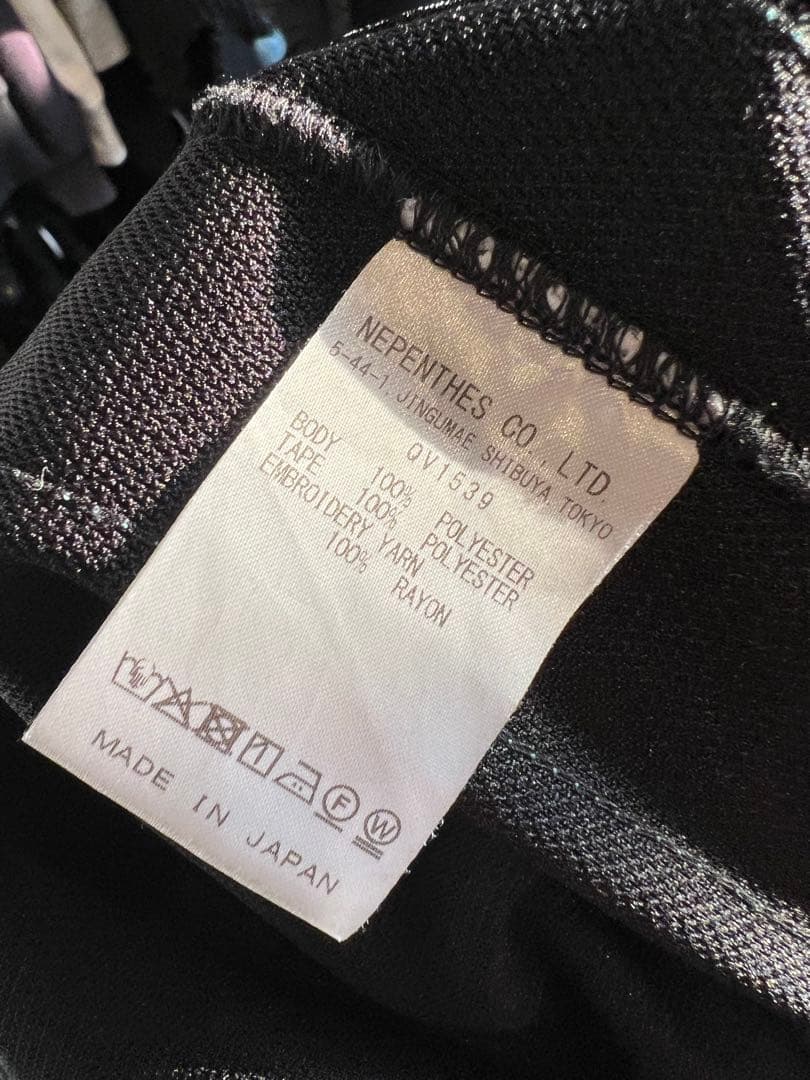 NEPENTHES CO., LTD.
5-44-1, JINGUMAE SHIBUYA, TOKYO
QV1539
BODY
100% POLYESTER
TAPE
100% POLYESTER
EMBROIDERY YARN
100% RAYON
F W
MADE IN JAPAN